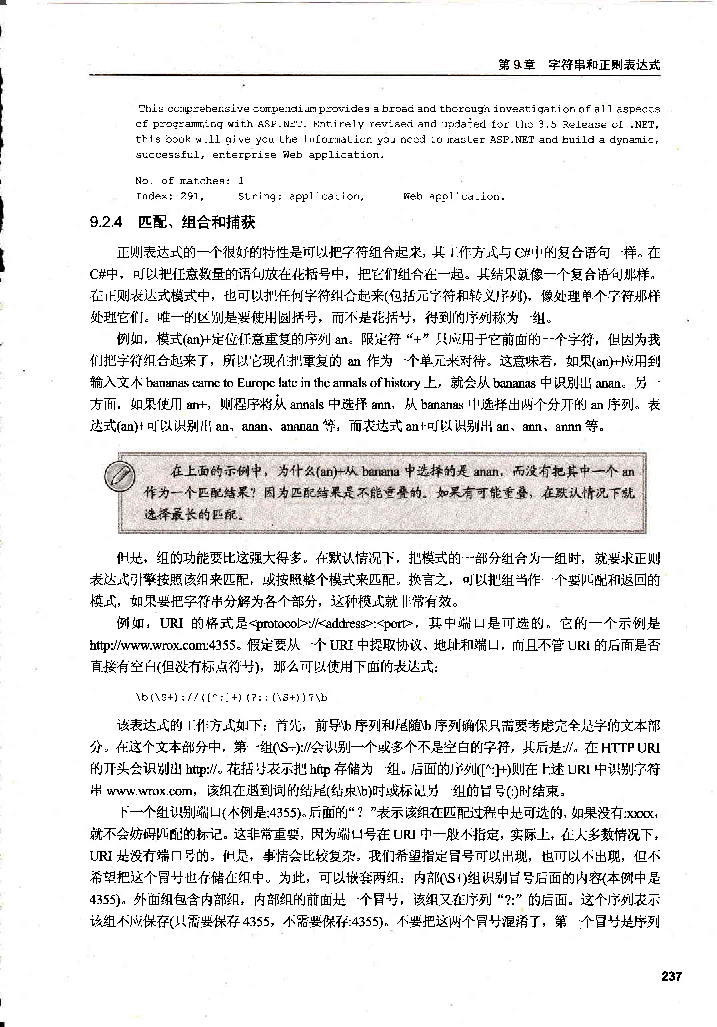 第 9 章 字符串和正则表达式
This comprehensive compendium provides a broad and thorough investigation of all aspects
of programming with ASP.NET. Entirely revised and updated for the 3.5 Release of .NET,
this book will give you the information you need to master ASP.NET and build a dynamic,
successful, enterprise Web application.
No. of matches: 1
Index: 291, String: application, Web application.
9.2.4 匹配、组合和捕获
正则表达式的一个很好的特性是可以把字符组合起来，其工作方式与 C#中的复合语句一样。在
C#中，可以把任意数量的语句放在花括号中，把它们组合在一起。其结果就像一个复合语句那样。
在正则表达式模式中，也可以把任何字符组合起来(包括元字符和转义序列)，像处理单个字符那样
处理它们。唯一的区别是要使用圆括号，而不是花括号，得到的序列称为一组。
例如，模式(an)+定位任意重复的序列 an。限定符“+”只应用于它前面的一个字符，但因为我
们把字符组合起来了，所以它现在把重复的 an 作为一个单元来对待。这意味着，如果(an)+应用到
输入文本 bananas came to Europe late in the annals of history 上，就会从 bananas 中识别出 anan。另一
方面，如果使用 an+，则程序将从 annals 中选择 ann，从 bananas 中选择出两个分开的 an 序列。表
达式(an)+可以识别出 an、anan、ananan 等，而表达式 an+可以识别出 an、ann、annn 等。
在上面的示例中，为什么(an)+从 banana 中选择的是 anan，而没有把其中一个 an
作为一个匹配结果？因为匹配结果是不能重叠的。如果有可能重叠，在默认情况下就
选择最长的匹配。
但是，组的功能要比这强大得多。在默认情况下，把模式的一部分组合为一组时，就要求正则
表达式引擎按照该组来匹配，或按照整个模式来匹配。换言之，可以把组当作一个要匹配和返回的
模式，如果要把字符串分解为各个部分，这种模式就非常有效。
例如，URI 的格式是<protocol>://<address>:<port>，其中端口是可选的。它的一个示例是
http://www.wrox.com:4355。假定要从一个 URI 中提取协议、地址和端口，而且不管 URI 的后面是否
直接有空白(但没有标点符号)，那么可以使用下面的表达式：
\b(\S+)://([^:]+)(?::(\S+))?\b
该表达式的工作方式如下：首先，前导\b 序列和尾随\b 序列确保只需要考虑完全是字的文本部
分。在这个文本部分中，第一组(\S+)://会识别一个或多个不是空白的字符，其后是://。在 HTTP URI
的开头会识别出 http://。花括号表示把 http 存储为一组。后面的序列([^:]+)则在上述 URI 中识别字符
串 www.wrox.com，该组在遇到词的结尾(结束\b)时或标记另一组的冒号(:)时结束。
下一个组识别端口(本例是:4355)。后面的“？”表示该组在匹配过程中是可选的，如果没有:xxxx，
就不会妨碍匹配的标记。这非常重要，因为端口号在 URI 中一般不指定，实际上，在大多数情况下，
URI 是没有端口号的。但是，事情会比较复杂。我们希望指定冒号可以出现，也可以不出现，但不
希望把这个冒号也存储在组中。为此，可以嵌套两组：内部(\S+)组识别冒号后面的内容(本例中是
4355)。外面组包含内部组，内部组的前面是一个冒号，该组又在序列“?:”的后面。这个序列表示
该组不应保存(只需要保存 4355，不需要保存:4355)。不要把这两个冒号混淆了，第一个冒号是序列
237